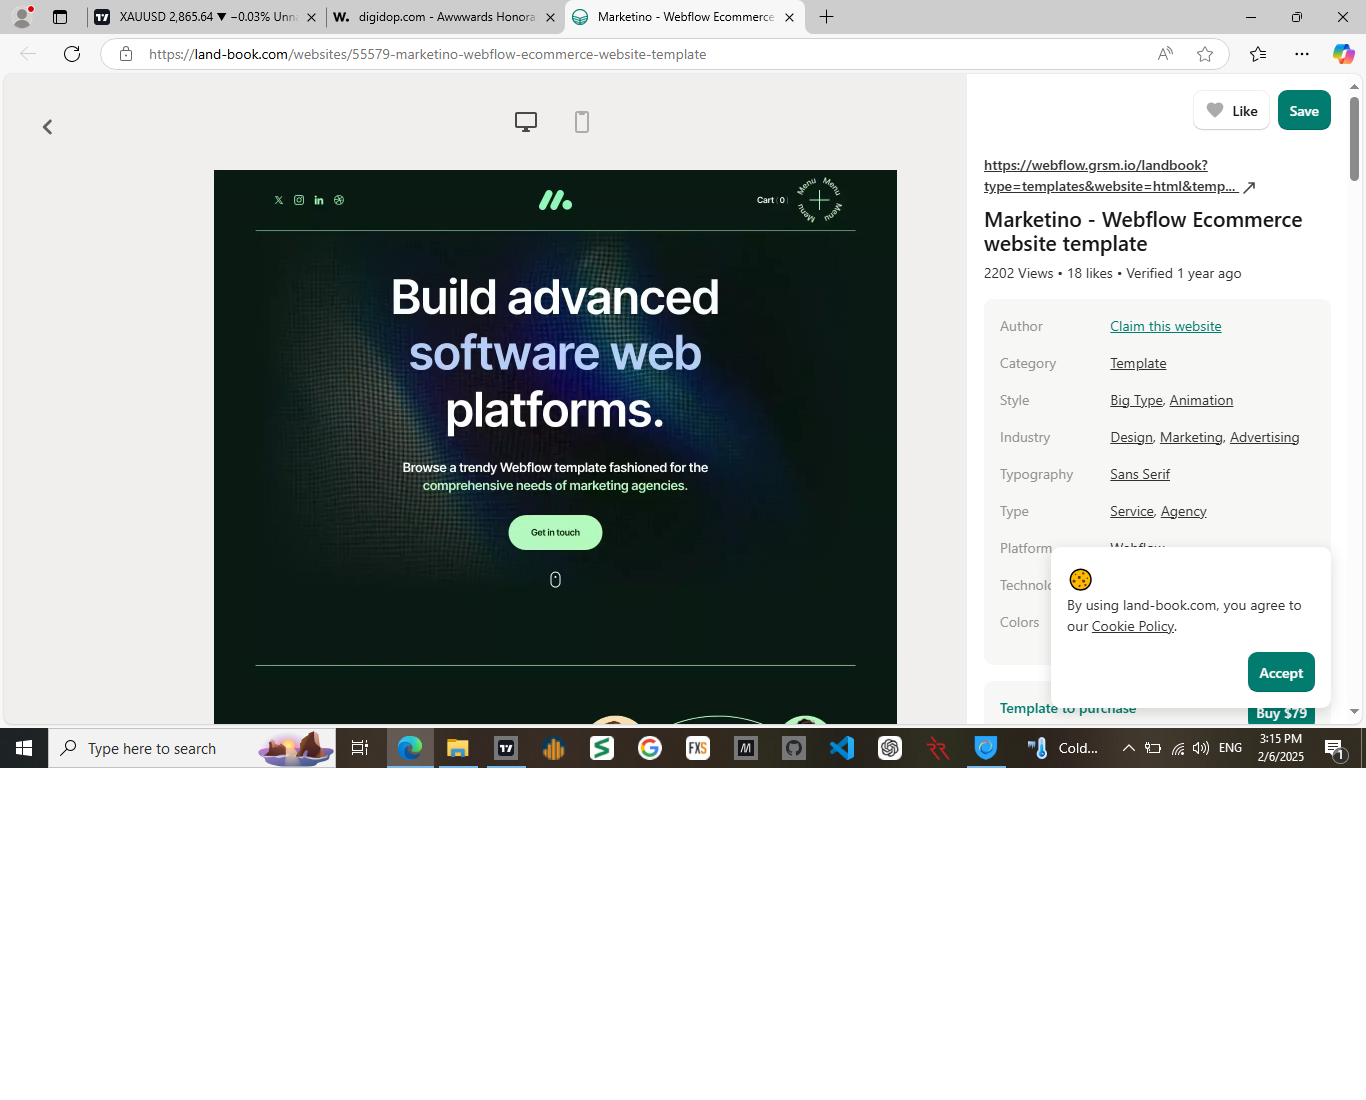 XAUUSD 2,865.64 ▼ −0.03% Unn
digidop.com - Awwwards Honora
Marketino - Webflow Ecommerce
https://land-book.com/websites/55579-marketino-webflow-ecommerce-website-template
Like
Save
https://webflow.grsm.io/landbook?
type=templates&website=html&temp...
Marketino - Webflow Ecommerce
website template
2202 Views • 18 likes • Verified 1 year ago
Author Claim this website
Category Template
Style Big Type, Animation
Industry Design, Marketing, Advertising
Typography Sans Serif
Type Service, Agency
Platform Webflow
Technolo
Colors
By using land-book.com, you agree to
our Cookie Policy.
Accept
Template to purchase
Buy $79
Cart ( 0 )
Menu Menu Menu Menu
Build advanced
software web
platforms.
Browse a trendy Webflow template fashioned for the
comprehensive needs of marketing agencies.
Get in touch
Type here to search
FXS
Cold...
ENG
3:15 PM
2/6/2025
1